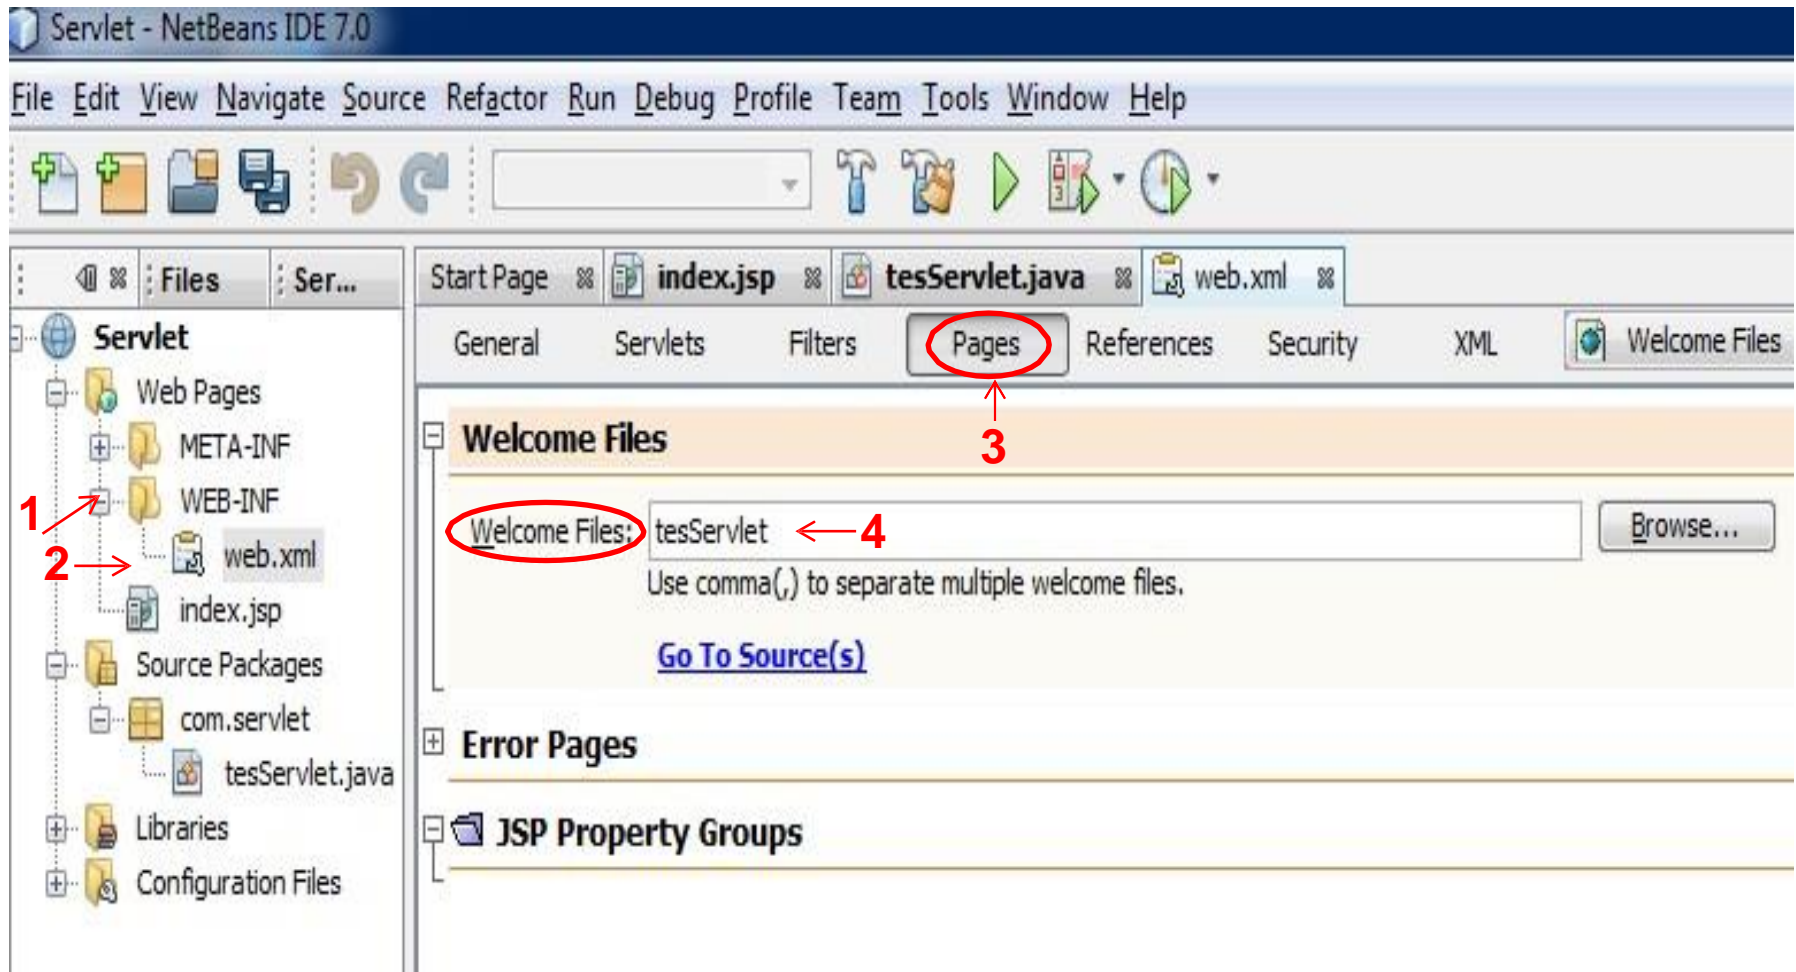 Servlet - NetBeans IDE 7.0
File Edit View Navigate Source Refactor Run Debug Profile Team Tools Window Help
Files Ser...
Start Page index.jsp tesServlet.java web.xml
General Servlets Filters Pages References Security XML Welcome Files
3
Servlet
Web Pages
META-INF
1 WEB-INF
2 web.xml
index.jsp
Source Packages
com.servlet
tesServlet.java
Libraries
Configuration Files
Welcome Files
Welcome Files: tesServlet 4 Browse...
Use comma(,) to separate multiple welcome files.
Go To Source(s)
Error Pages
JSP Property Groups